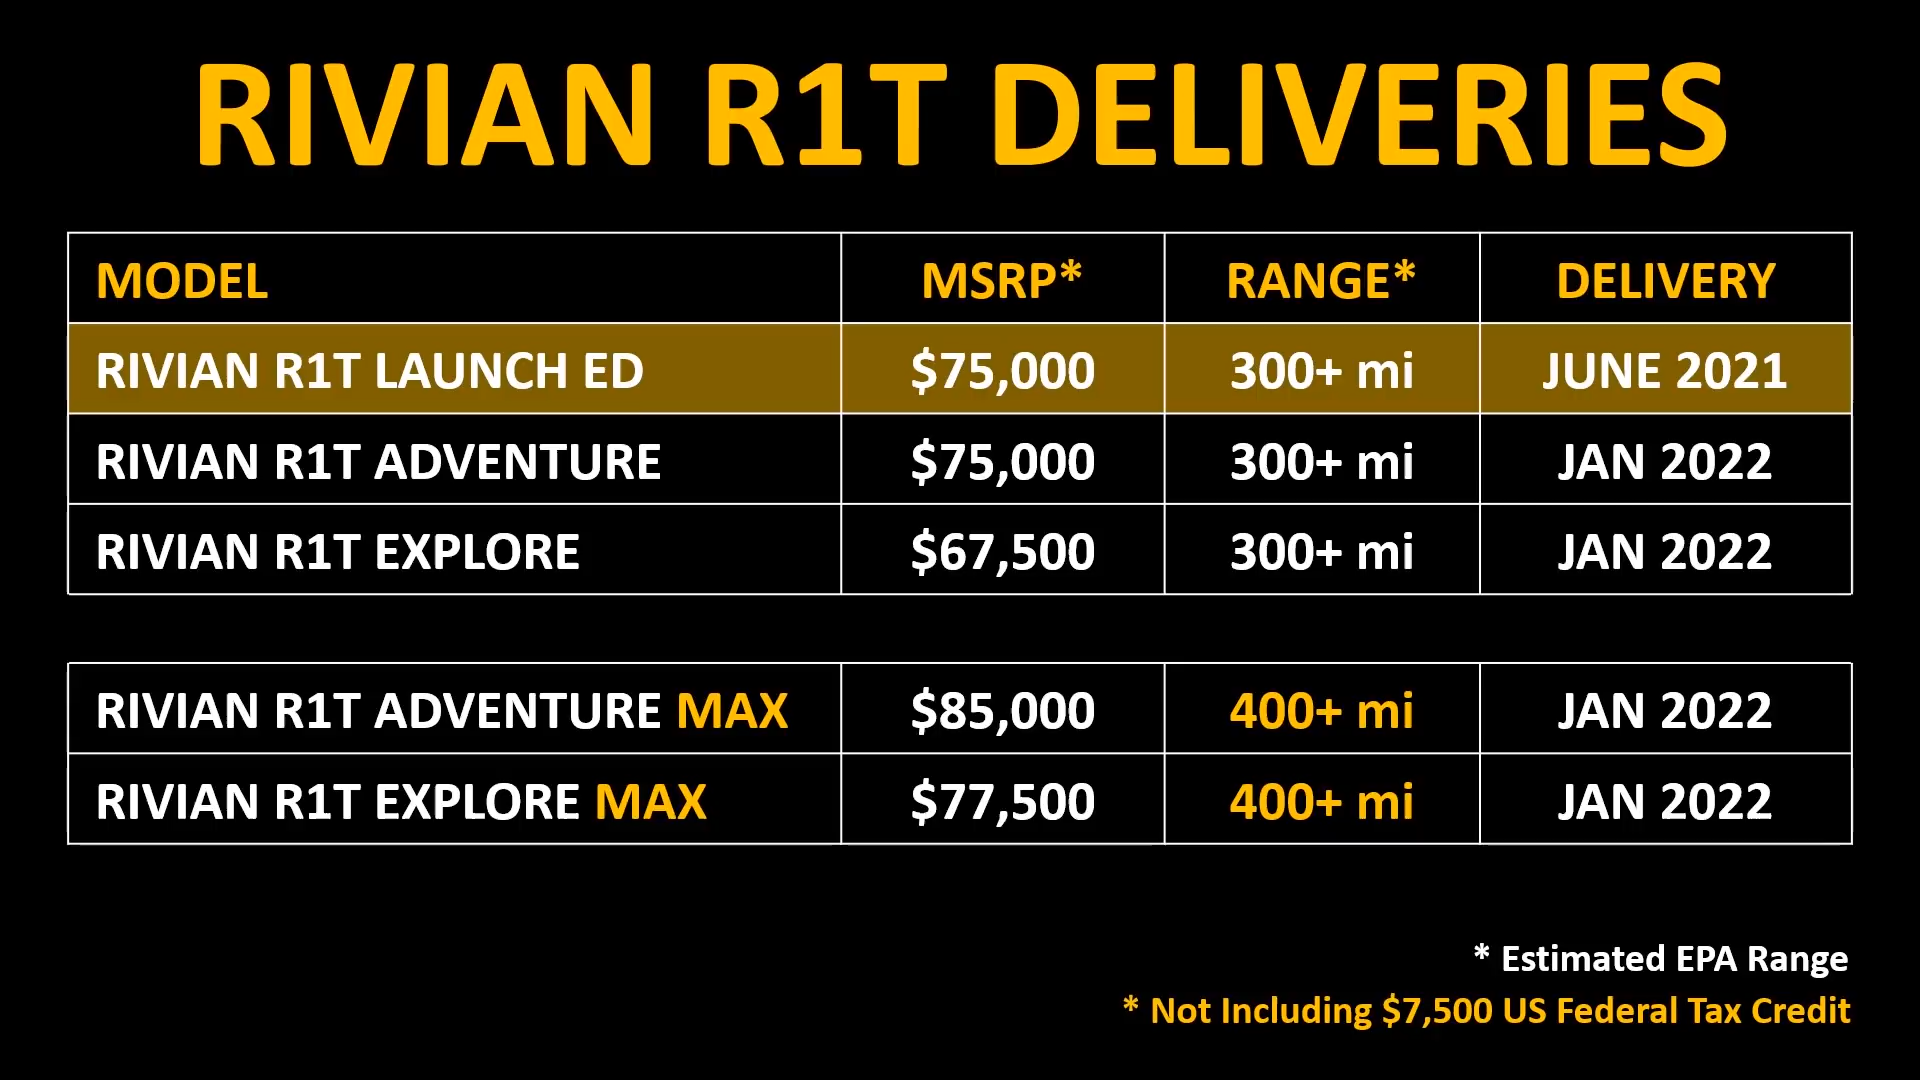 RIVIAN R1T DELIVERIES
MODEL MSRP* RANGE* DELIVERY
RIVIAN R1T LAUNCH ED $75,000 300+ mi JUNE 2021
RIVIAN R1T ADVENTURE $75,000 300+ mi JAN 2022
RIVIAN R1T EXPLORE $67,500 300+ mi JAN 2022
RIVIAN R1T ADVENTURE MAX $85,000 400+ mi JAN 2022
RIVIAN R1T EXPLORE MAX $77,500 400+ mi JAN 2022
* Estimated EPA Range
* Not Including $7,500 US Federal Tax Credit